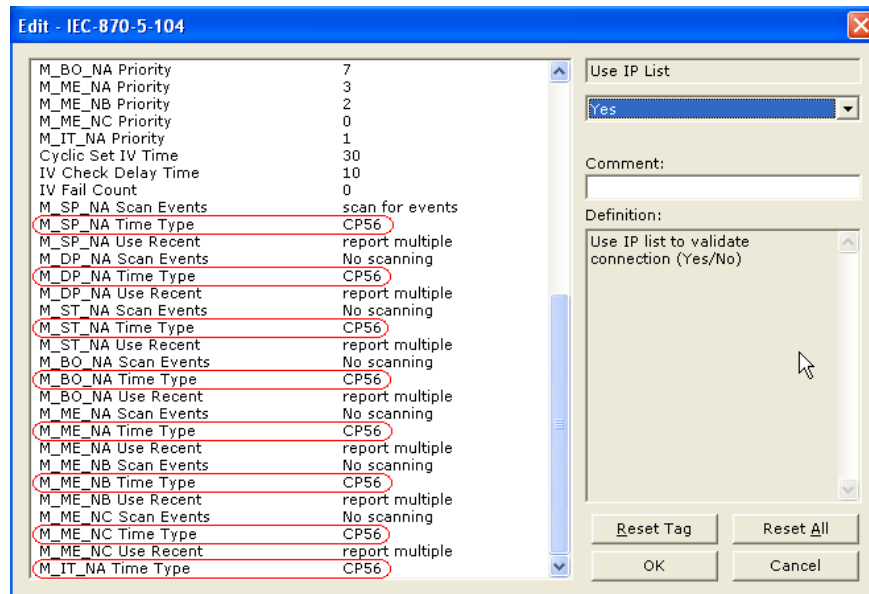 Edit - IEC-870-5-104
M_BO_NA Priority 7
M_ME_NA Priority 3
M_ME_NB Priority 2
M_ME_NC Priority 0
M_IT_NA Priority 1
Cyclic Set IV Time 30
IV Check Delay Time 10
IV Fail Count 0
M_SP_NA Scan Events scan for events
M_SP_NA Time Type CP56
M_SP_NA Use Recent report multiple
M_DP_NA Scan Events No scanning
M_DP_NA Time Type CP56
M_DP_NA Use Recent report multiple
M_ST_NA Scan Events No scanning
M_ST_NA Time Type CP56
M_ST_NA Use Recent report multiple
M_BO_NA Scan Events No scanning
M_BO_NA Time Type CP56
M_BO_NA Use Recent report multiple
M_ME_NA Scan Events No scanning
M_ME_NA Time Type CP56
M_ME_NA Use Recent report multiple
M_ME_NB Scan Events No scanning
M_ME_NB Time Type CP56
M_ME_NB Use Recent report multiple
M_ME_NC Scan Events No scanning
M_ME_NC Time Type CP56
M_ME_NC Use Recent report multiple
M_IT_NA Time Type CP56
Use IP List
Yes
Comment:
Definition:
Use IP list to validate
connection (Yes/No)
Reset Tag Reset All
OK Cancel